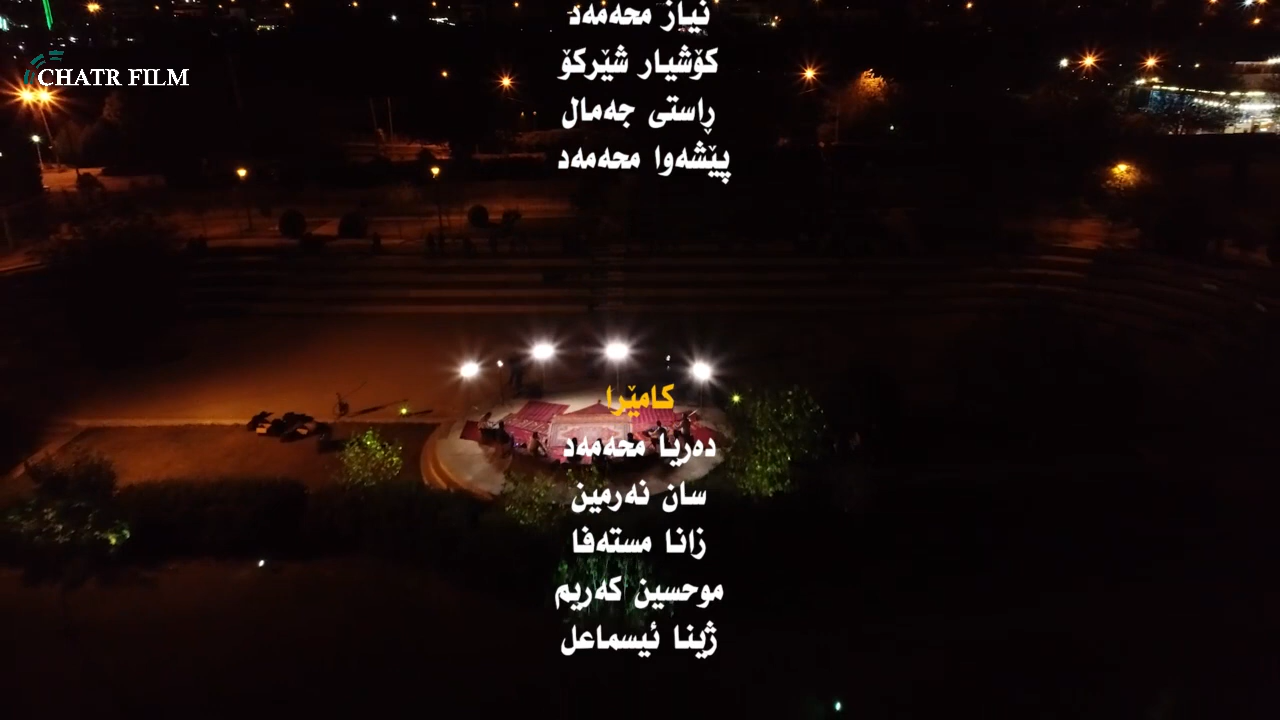 نیاز محەمەد
CHATR FILM
کۆشیار شێرکۆ
ڕاستی جەمال
پێشەوا محەمەد
کامێرا
دەریا محەمەد
سان نەرمین
زانا مستەفا
موحسین کەریم
ژینا ئیسماعل